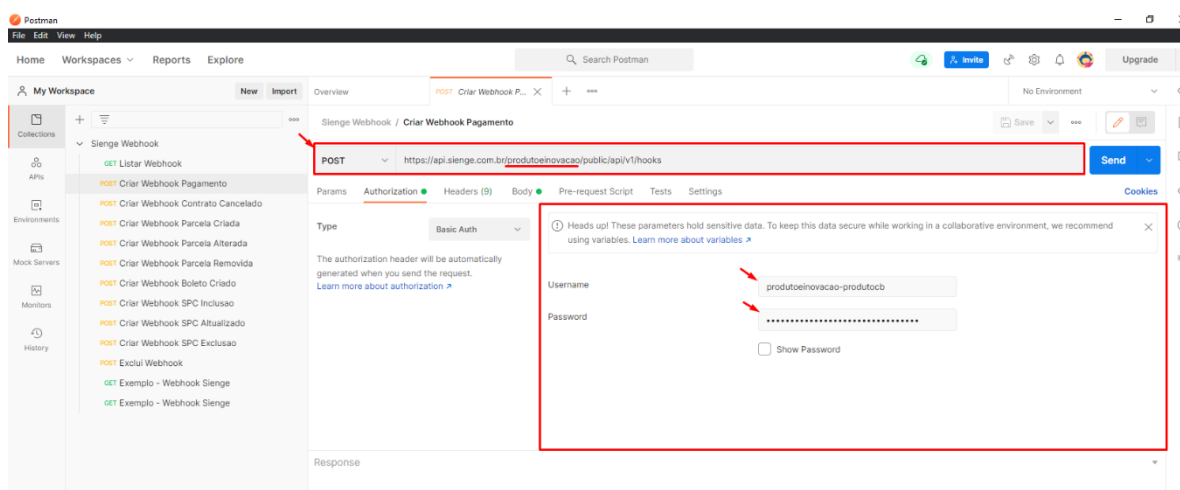 Postman
File Edit View Help
Home Workspaces Reports Explore
Search Postman
Invite
Upgrade
My Workspace
New Import
Overview
POST Criar Webhook P...
No Environment
Collections
APIs
Environments
Mock Servers
Monitors
History
Sienge Webhook
GET Listar Webhook
POST Criar Webhook Pagamento
POST Criar Webhook Contrato Cancelado
POST Criar Webhook Parcela Criada
POST Criar Webhook Parcela Alterada
POST Criar Webhook Parcela Removida
POST Criar Webhook Boleto Criado
POST Criar Webhook SPC Inclusao
POST Criar Webhook SPC Altualizado
POST Criar Webhook SPC Exclusao
POST Exclui Webhook
GET Exemplo - Webhook Sienge
GET Exemplo - Webhook Sienge
Sienge Webhook / Criar Webhook Pagamento
Save
POST https://api.sienge.com.br/produtoeinovacao/public/api/v1/hooks
Send
Params Authorization Headers (9) Body Pre-request Script Tests Settings
Cookies
Type
Basic Auth
The authorization header will be automatically
generated when you send the request.
Learn more about authorization
Heads up! These parameters hold sensitive data. To keep this data secure while working in a collaborative environment, we recommend
using variables. Learn more about variables
Username
produtoeinovacao-produtocb
Password
Show Password
Response